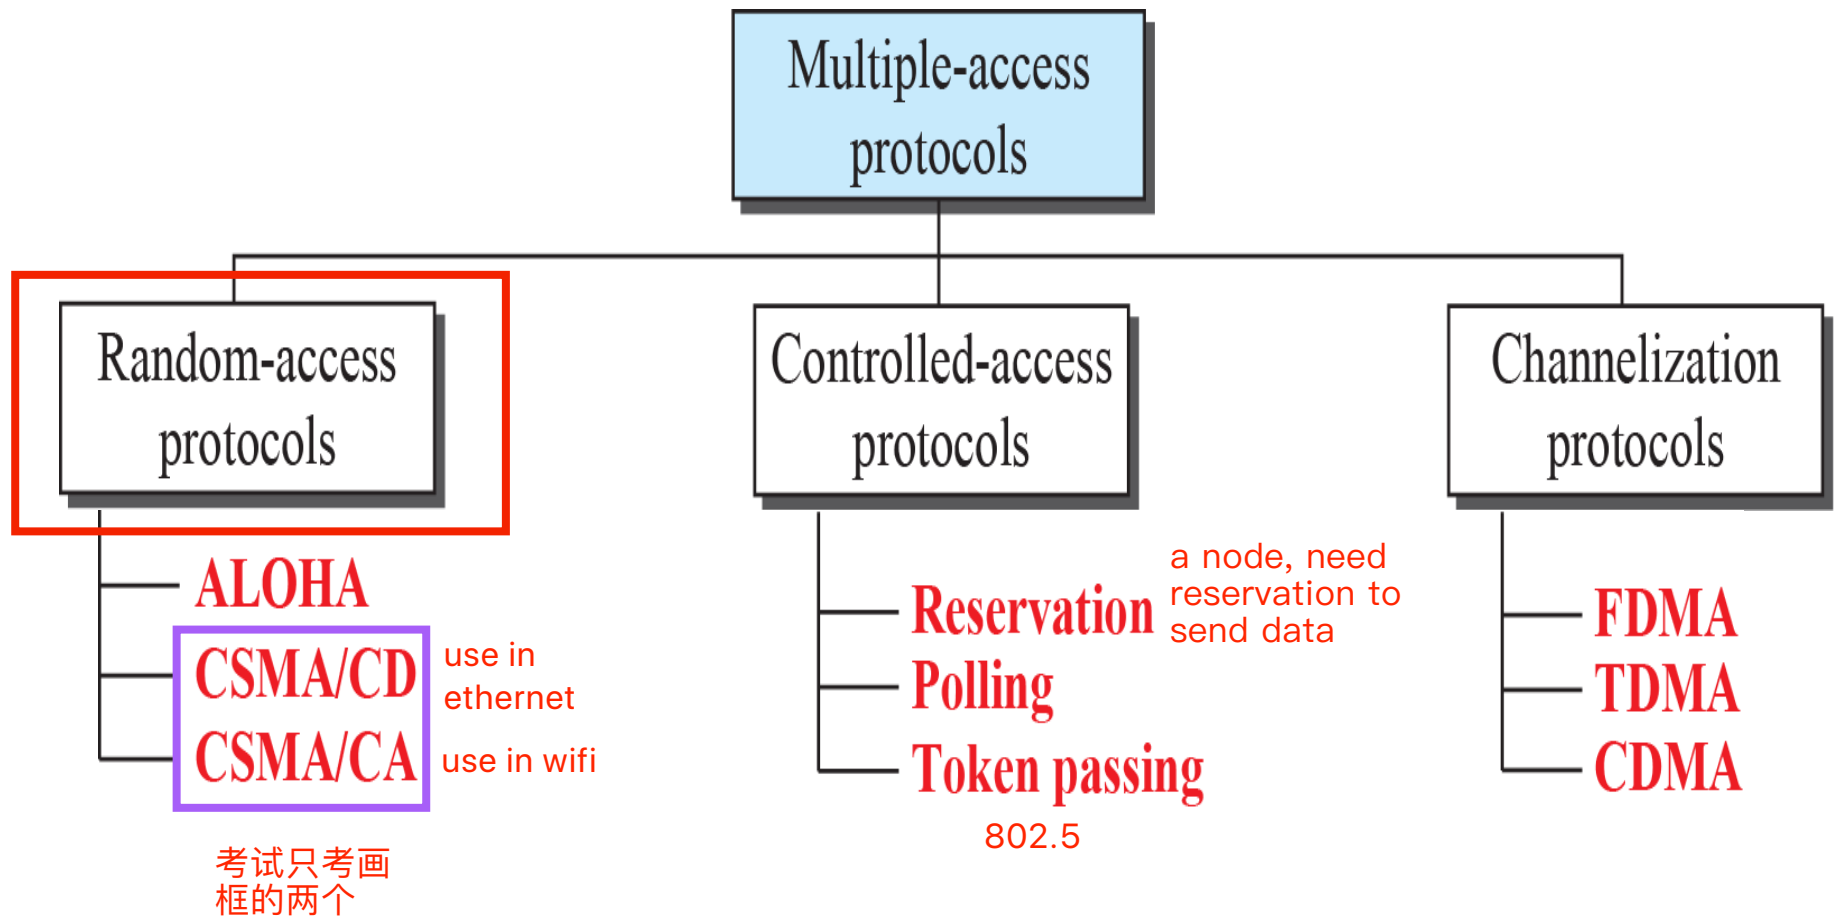 Multiple-access
protocols
Random-access
protocols
ALOHA
CSMA/CD
use in
ethernet
CSMA/CA
use in wifi
考试只考画
框的两个
Controlled-access
protocols
Reservation
a node, need
reservation to
send data
Polling
Token passing
802.5
Channelization
protocols
FDMA
TDMA
CDMA